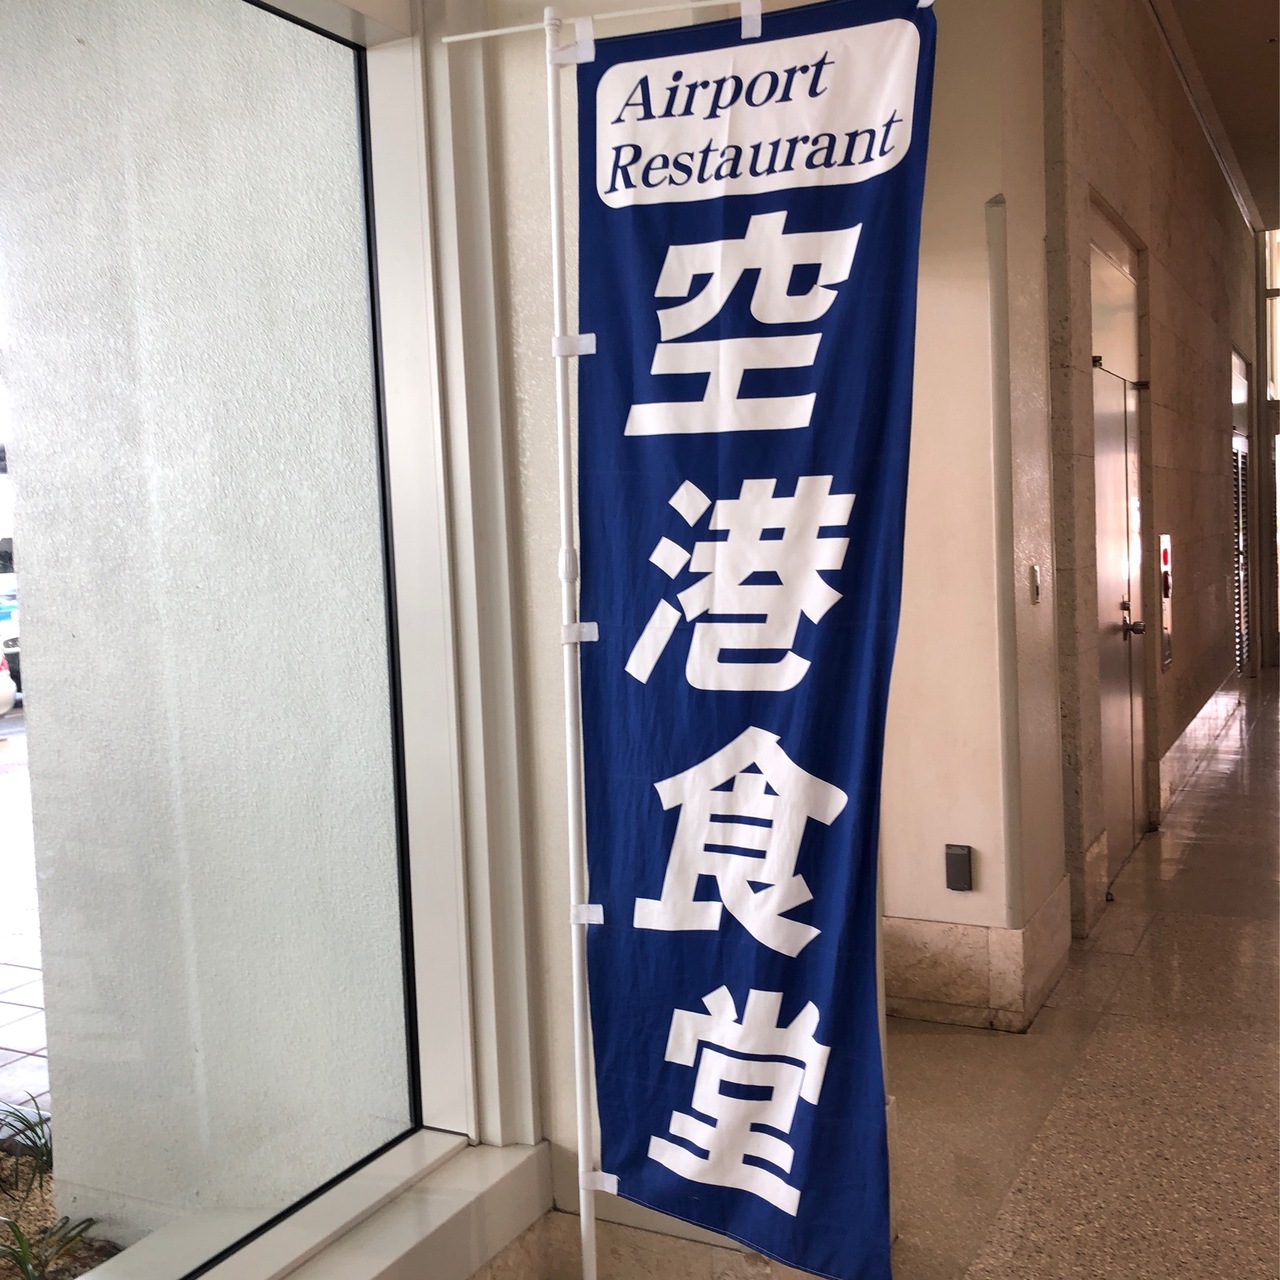 Airport
Restaurant
空港食堂